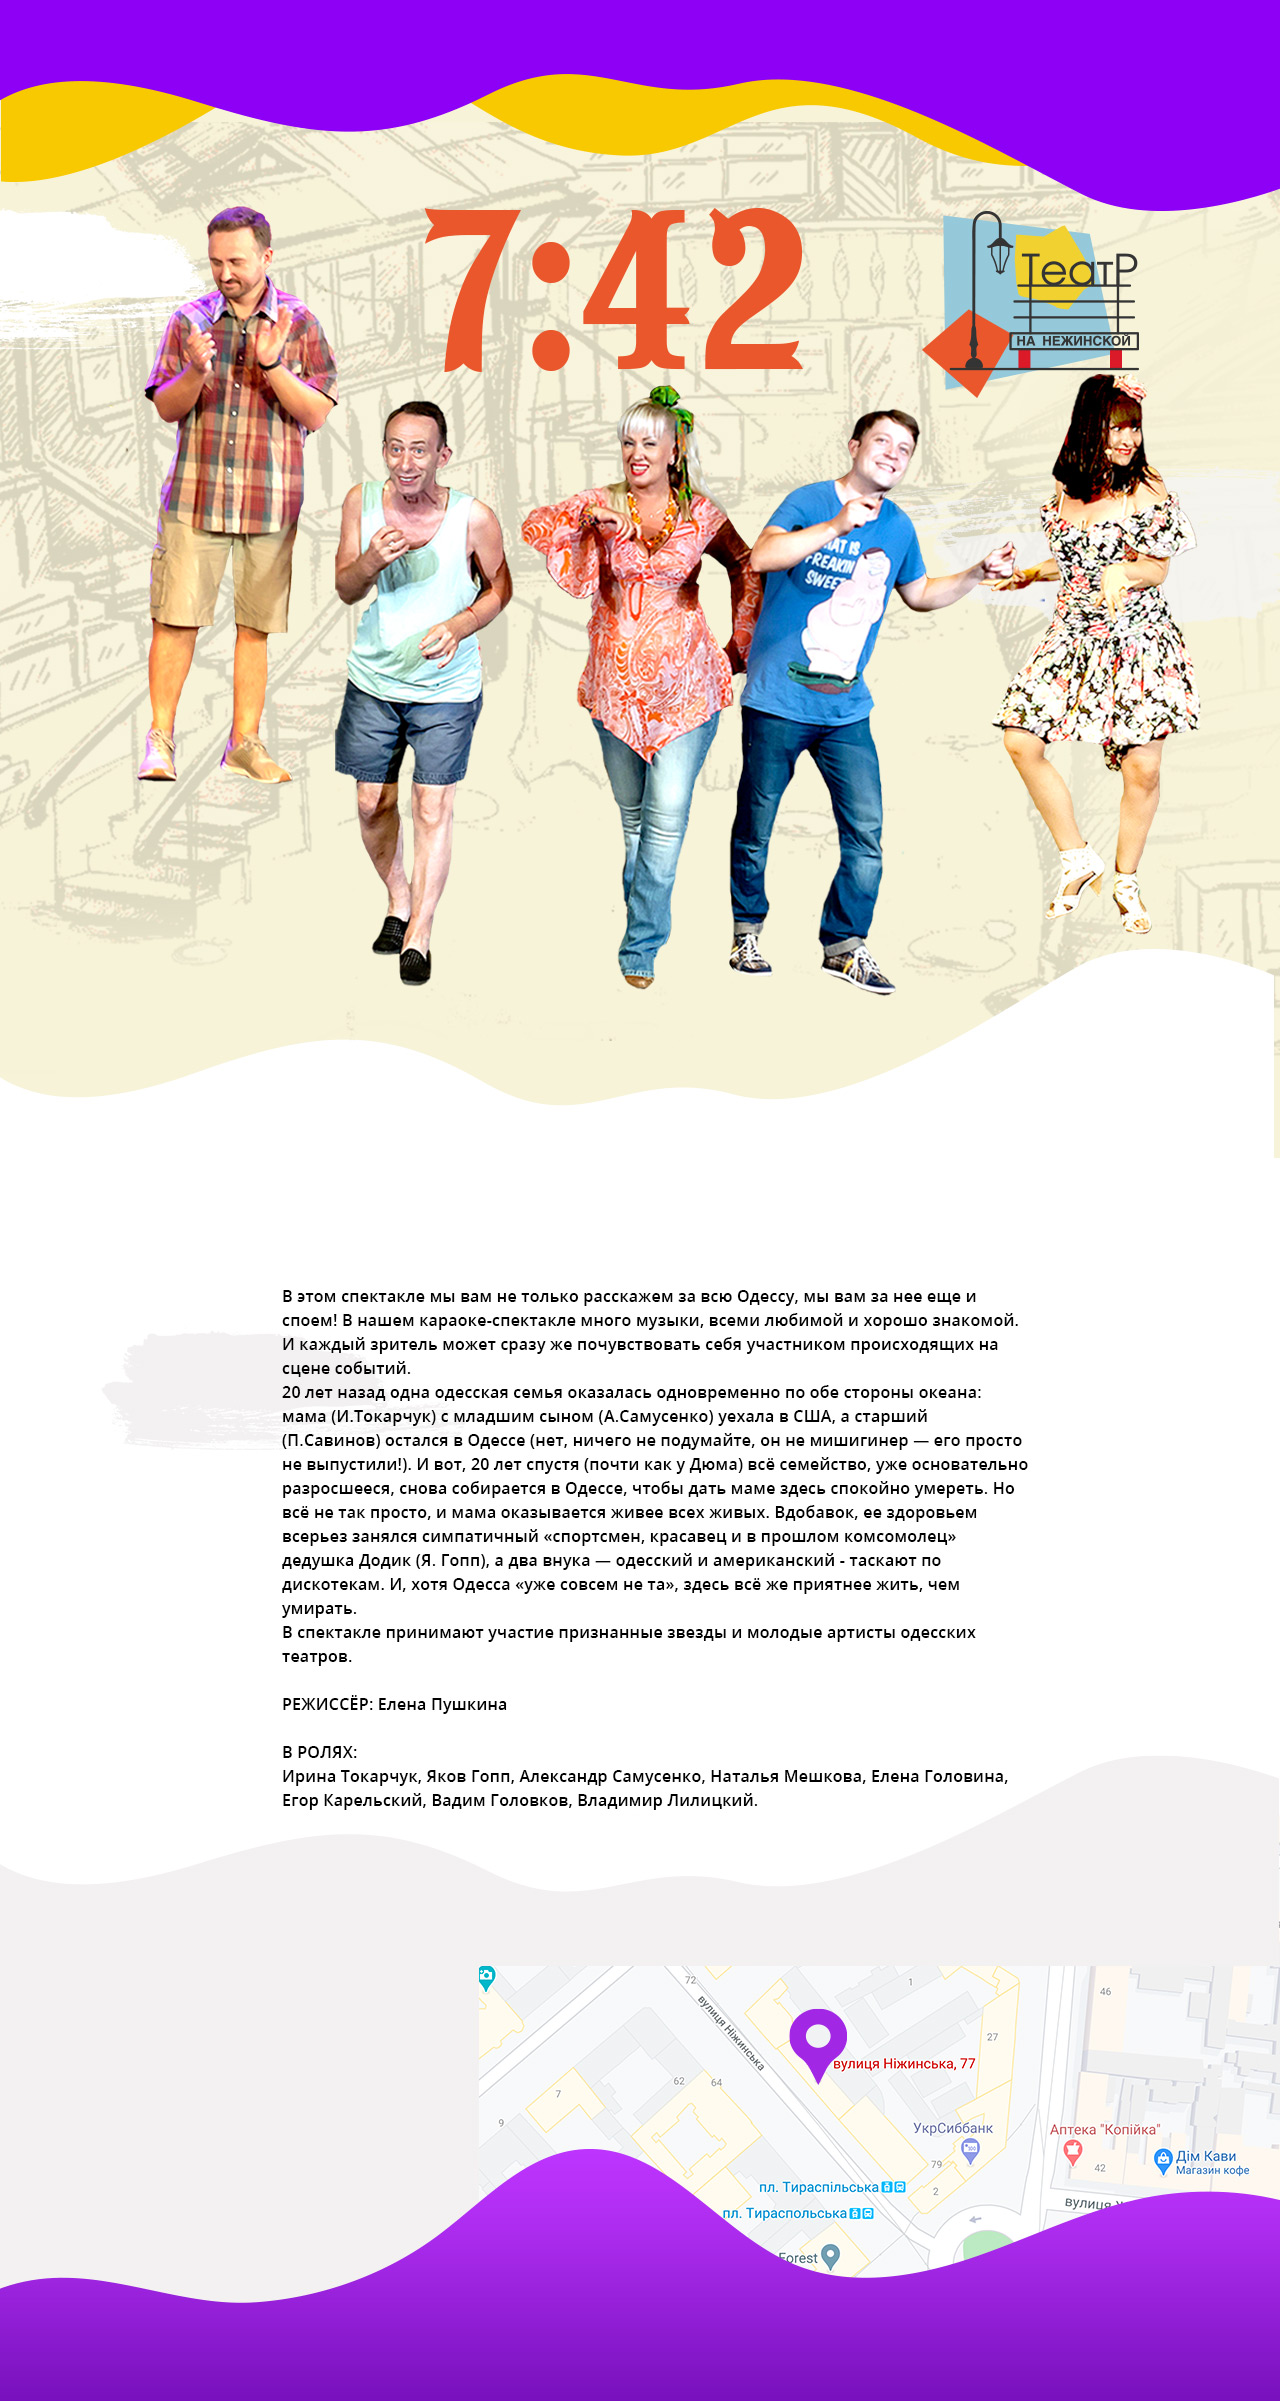 7:42
ТеатР
НА НЕЖИНСКОЙ
WHAT IS
FREAKIN
SWEET
В этом спектакле мы вам не только расскажем за всю Одессу, мы вам за нее еще и
споем! В нашем караоке-спектакле много музыки, всеми любимой и хорошо знакомой.
И каждый зритель может сразу же почувствовать себя участником происходящих на
сцене событий.
20 лет назад одна одесская семья оказалась одновременно по обе стороны океана:
мама (И.Токарчук) с младшим сыном (А.Самусенко) уехала в США, а старший
(П.Савинов) остался в Одессе (нет, ничего не подумайте, он не мишигинер — его просто
не выпустили!). И вот, 20 лет спустя (почти как у Дюма) всё семейство, уже основательно
разросшееся, снова собирается в Одессе, чтобы дать маме здесь спокойно умереть. Но
всё не так просто, и мама оказывается живее всех живых. Вдобавок, ее здоровьем
всерьез занялся симпатичный «спортсмен, красавец и в прошлом комсомолец»
дедушка Додик (Я. Гопп), а два внука — одесский и американский - таскают по
дискотекам. И, хотя Одесса «уже совсем не та», здесь всё же приятнее жить, чем
умирать.
В спектакле принимают участие признанные звезды и молодые артисты одесских
театров.
РЕЖИССЁР: Елена Пушкина
В РОЛЯХ:
Ирина Токарчук, Яков Гопп, Александр Самусенко, Наталья Мешкова, Елена Головина,
Егор Карельский, Вадим Головков, Владимир Лилицкий.
72
1
46
вулиця Ніжинська
27
вулиця Ніжинська, 77
62
64
7
9
УкрСиббанк
Аптека "Копійка"
79
42
Дім Кави
Магазин кофе
пл. Тираспільська
2
вулиця
пл. Тираспольська
Forest